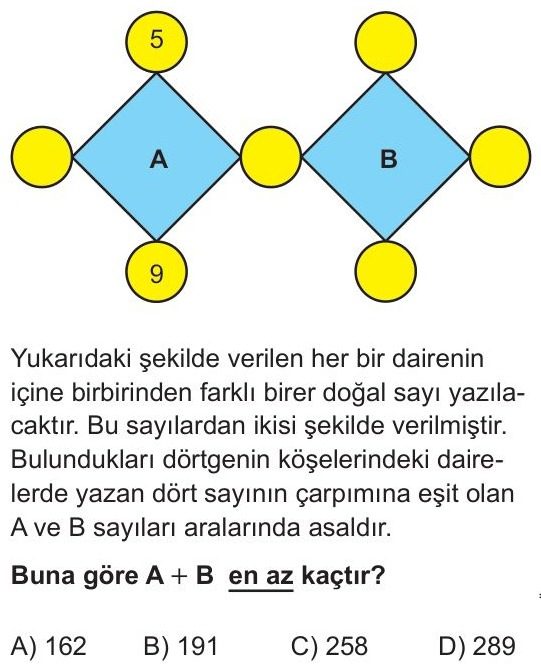 5
A
B
9
Yukarıdaki şekilde verilen her bir dairenin
içine birbirinden farklı birer doğal sayı yazıla-
caktır. Bu sayılardan ikisi şekilde verilmiştir.
Bulundukları dörtgenin köşelerindeki daire-
lerde yazan dört sayının çarpımına eşit olan
A ve B sayıları aralarında asaldır.
Buna göre A + B en az kaçtır?
A) 162 B) 191 C) 258 D) 289